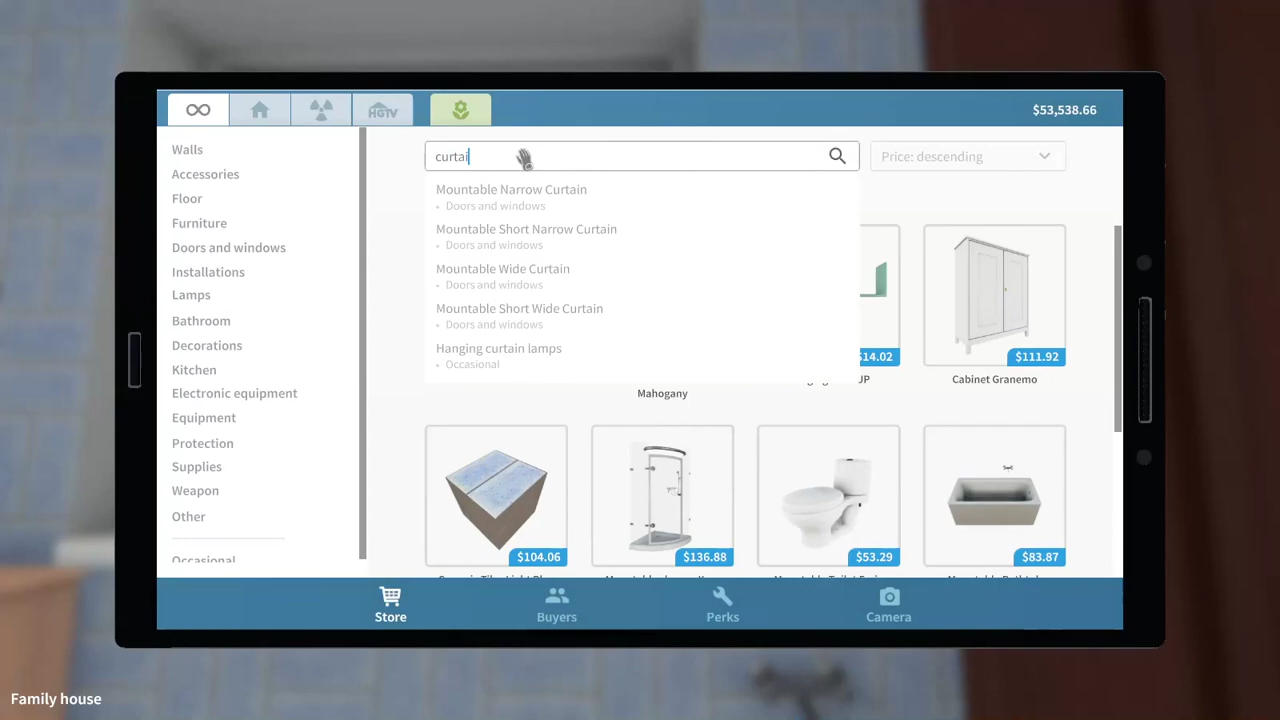 HGTV
$53,538.66
Walls
Accessories
Floor
Furniture
Doors and windows
Installations
Lamps
Bathroom
Decorations
Kitchen
Electronic equipment
Equipment
Protection
Supplies
Weapon
Other
Occasional
curtai
Price: descending
Mountable Narrow Curtain
• Doors and windows
Mountable Short Narrow Curtain
• Doors and windows
Mountable Wide Curtain
• Doors and windows
Mountable Short Wide Curtain
• Doors and windows
Hanging curtain lamps
• Occasional
Mahogany
$14.02
$111.92
Cabinet Granemo
$104.06
$136.88
$53.29
$83.87
Store
Buyers
Perks
Camera
Family house